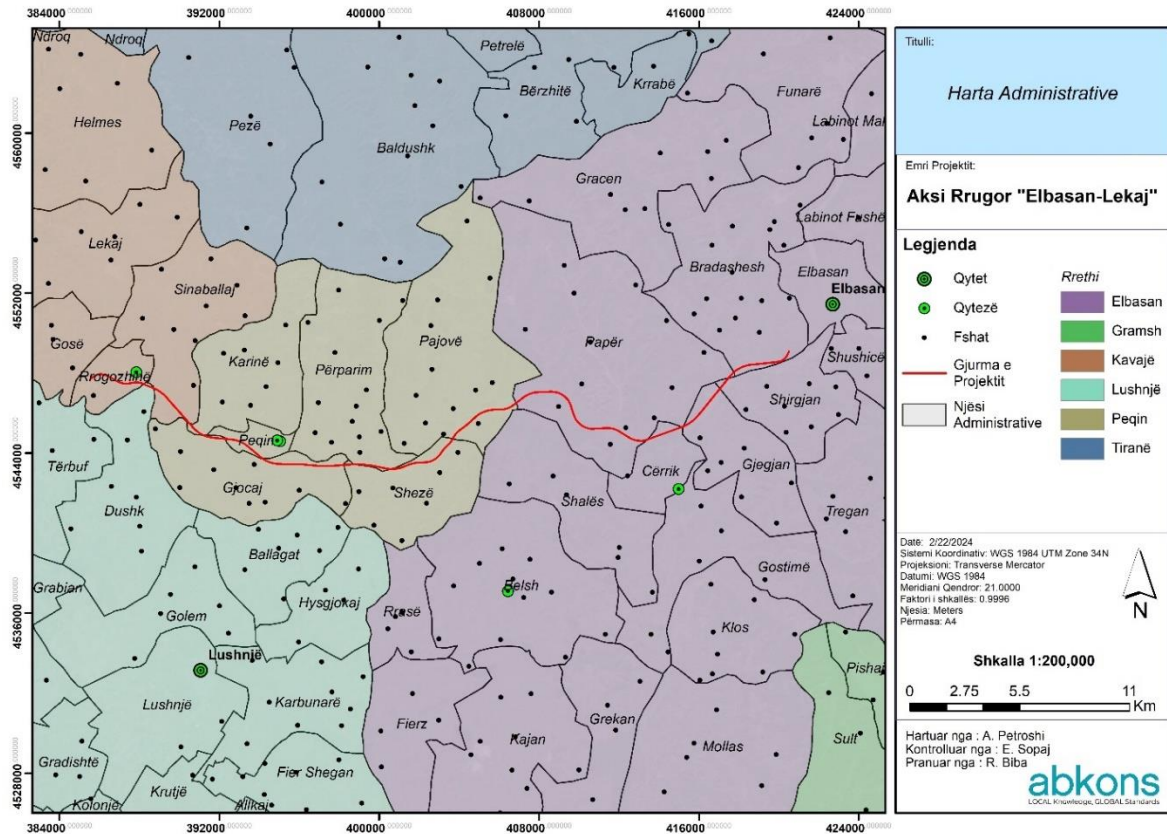 384000 392000 400000 408000 416000 424000
4560000
4552000
4544000
4536000
4528000
Ndroq
Ndroq
Petrelë
Pezë
Bërzhitë
Krrabë
Funarë
Helmes
Baldushk
Gracen
Labinot Fushë
Lekaj
Bradashesh
Elbasan
Elbasan
Sinaballaj
Gosë
Papër
Shushicë
Karinë
Përparim
Pajovë
Rrogozhinë
Shirgjan
Peqin
Tërbuf
Cërrik
Gjegjan
Gjocaj
Shezë
Shalës
Dushk
Tregan
Ballagat
Gostimë
Grabian
Hysgjokaj
Belsh
Golem
Rrasë
Klos
Lushnjë
Lushnjë
Karbunarë
Fierz
Grekan
Kajan
Mollas
Sult
Gradishtë
Krutjë
Fier Shegan
Kolonje
Allkaj
384000 392000 400000 408000 416000 424000
Titulli:
Harta Administrative
Emri Projektit:
Aksi Rrugor "Elbasan-Lekaj"
Legjenda
Qytet
Qytezë
Fshat
Gjurma e
Projektit
Njësi
Administrative
Rrethi
Elbasan
Gramsh
Kavajë
Lushnjë
Peqin
Tiranë
Datë: 2/22/2024
Sistemi Koordinativ: WGS 1984 UTM Zone 34N
Projeksioni: Transverse Mercator
Datumi: WGS 1984
Meridiani Qendror: 21.0000
Faktori i shkallës: 0.9996
Njesia: Meters
Përmasa: A4
N
Shkalla 1:200,000
0 2.75 5.5 11
Km
Hartuar nga : A. Petroshi
Kontrolluar nga : E. Sopaj
Pranuar nga : R. Biba
abkons
LOCAL Knowledge, GLOBAL Standards